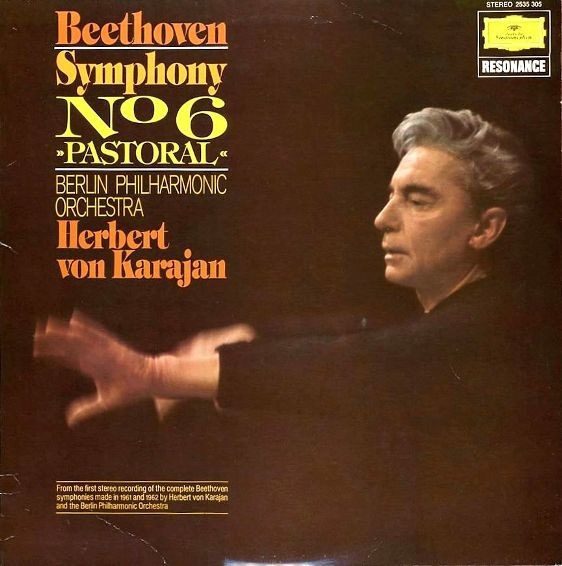 STEREO 2535 305
Deutsche
Grammophon
RESONANCE
Beethoven
Symphony
No 6
»PASTORAL«
BERLIN PHILHARMONIC
ORCHESTRA
Herbert
von Karajan
From the first stereo recording of the complete Beethoven
symphonies made in 1961 and 1962 by Herbert von Karajan
and the Berlin Philharmonic Orchestra